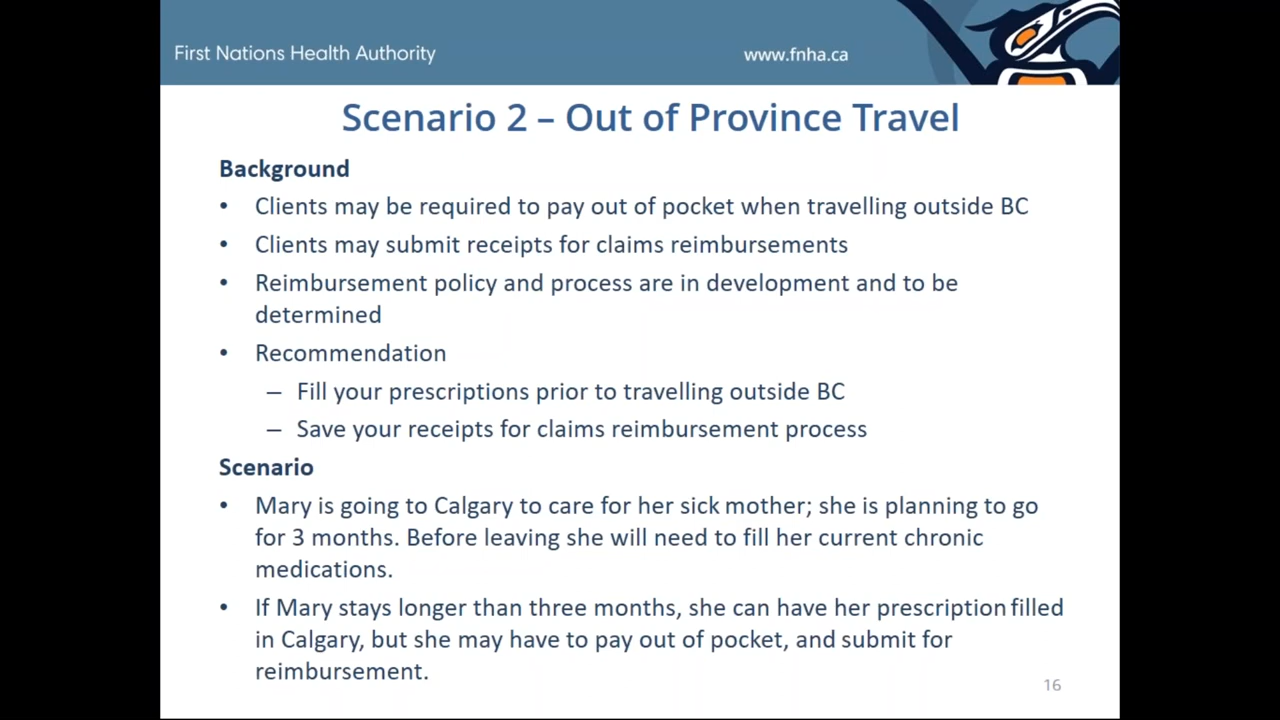 First Nations Health Authority
www.fnha.ca
Scenario 2 – Out of Province Travel
Background
• Clients may be required to pay out of pocket when travelling outside BC
• Clients may submit receipts for claims reimbursements
• Reimbursement policy and process are in development and to be
determined
• Recommendation
– Fill your prescriptions prior to travelling outside BC
– Save your receipts for claims reimbursement process
Scenario
• Mary is going to Calgary to care for her sick mother; she is planning to go
for 3 months. Before leaving she will need to fill her current chronic
medications.
• If Mary stays longer than three months, she can have her prescription filled
in Calgary, but she may have to pay out of pocket, and submit for
reimbursement.
16